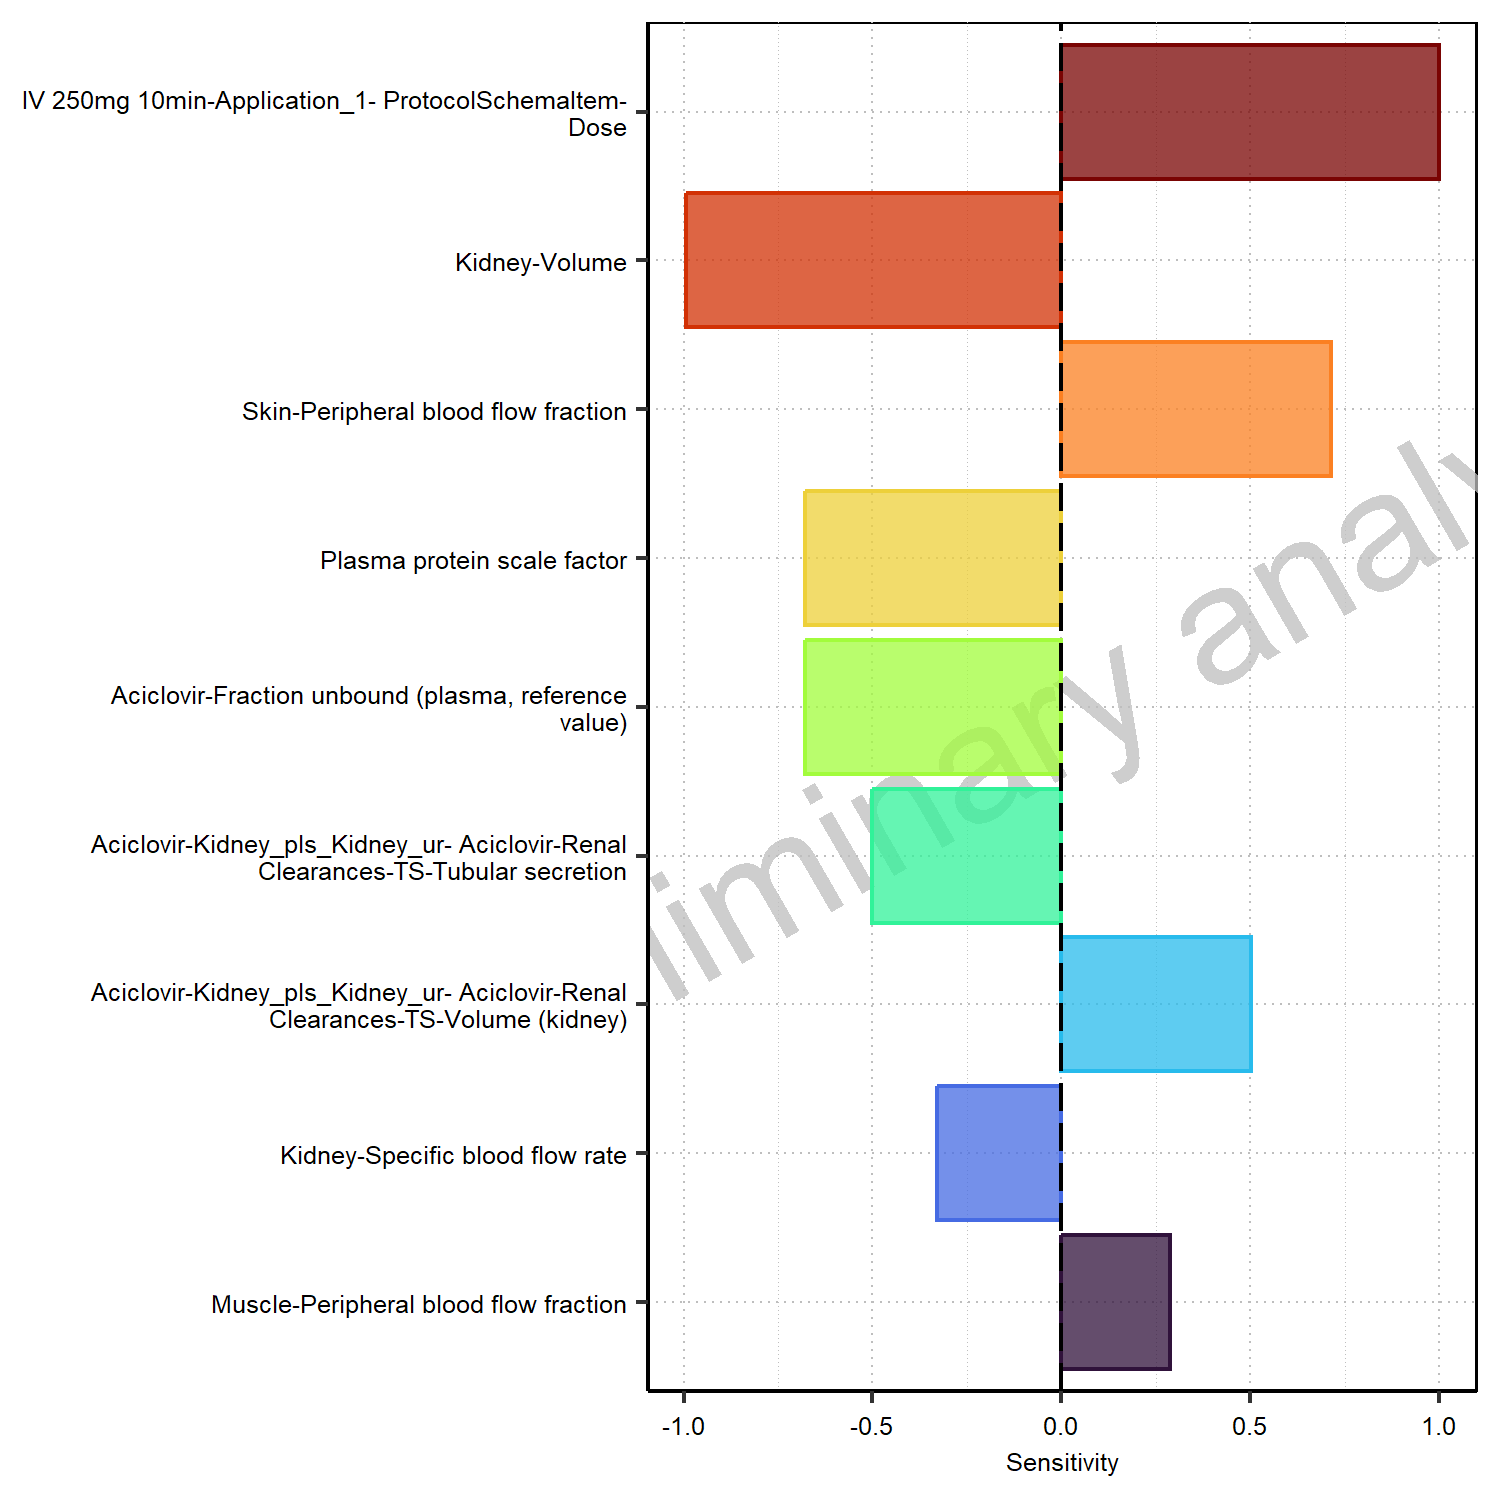 IV 250mg 10min-Application_1- ProtocolSchemaItem-
Dose
Kidney-Volume
Skin-Peripheral blood flow fraction
Plasma protein scale factor
Aciclovir-Fraction unbound (plasma, reference
value)
Aciclovir-Kidney_pls_Kidney_ur- Aciclovir-Renal
Clearances-TS-Tubular secretion
Aciclovir-Kidney_pls_Kidney_ur- Aciclovir-Renal
Clearances-TS-Volume (kidney)
Kidney-Specific blood flow rate
Muscle-Peripheral blood flow fraction
liminary analy
-1.0 -0.5 0.0 0.5 1.0
Sensitivity